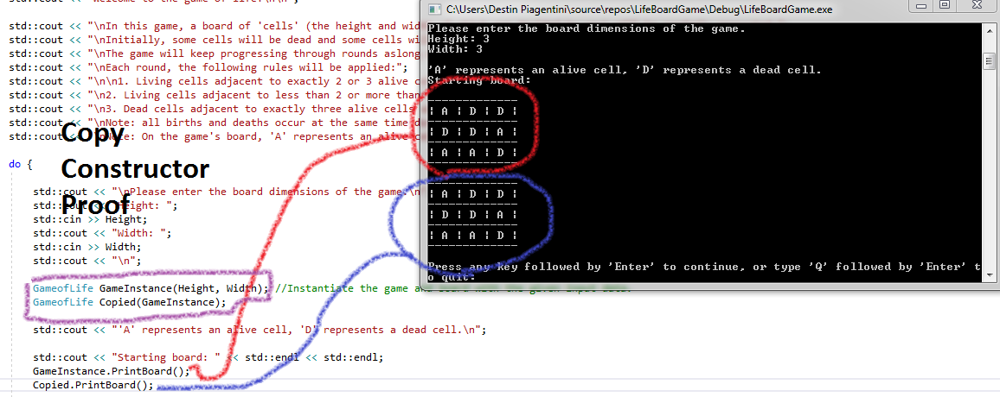 std::cout << "\nIn this game, a board of 'cells' (the height and wid
std::cout << "\nInitially, some cells will be dead and some cells wi
std::cout << "\nThe game will keep progressing through rounds aslong
std::cout << "\nEach round, the following rules will be applied:";
std::cout << "\n\n1. Living cells adjacent to exactly 2 or 3 alive c
std::cout << "\n2. Living cells adjacent to less than 2 or more than
std::cout << "\n3. Dead cells adjacent to exactly three alive cells
std::cout << "\nNote: all births and deaths occur at the same time d
std::cout << "\nNote: On the game's board, 'A' represents an alive c
Copy
Constructor
Proof
do {
std::cout << "\nPlease enter the board dimensions of the game.\n
std::cout << "Height: ";
std::cin >> Height;
std::cout << "Width: ";
std::cin >> Width;
std::cout << "\n";
GameofLife GameInstance(Height, Width); //Instantiate the game and board with the given input data.
GameofLife Copied(GameInstance);
std::cout << "'A' represents an alive cell, 'D' represents a dead cell.\n";
std::cout << "Starting board: " << std::endl << std::endl;
GameInstance.PrintBoard();
Copied.PrintBoard();
C:\Users\Destin Piagentini\source\repos\LifeBoardGame\Debug\LifeBoardGame.exe
Please enter the board dimensions of the game.
Height: 3
Width: 3
'A' represents an alive cell, 'D' represents a dead cell.
Starting board:
¦ A ¦ D ¦ D ¦
¦ D ¦ D ¦ A ¦
¦ A ¦ A ¦ D ¦
¦ A ¦ D ¦ D ¦
¦ D ¦ D ¦ A ¦
¦ A ¦ A ¦ D ¦
Press any key followed by 'Enter' to continue, or type 'Q' followed by 'Enter' t
o quit: